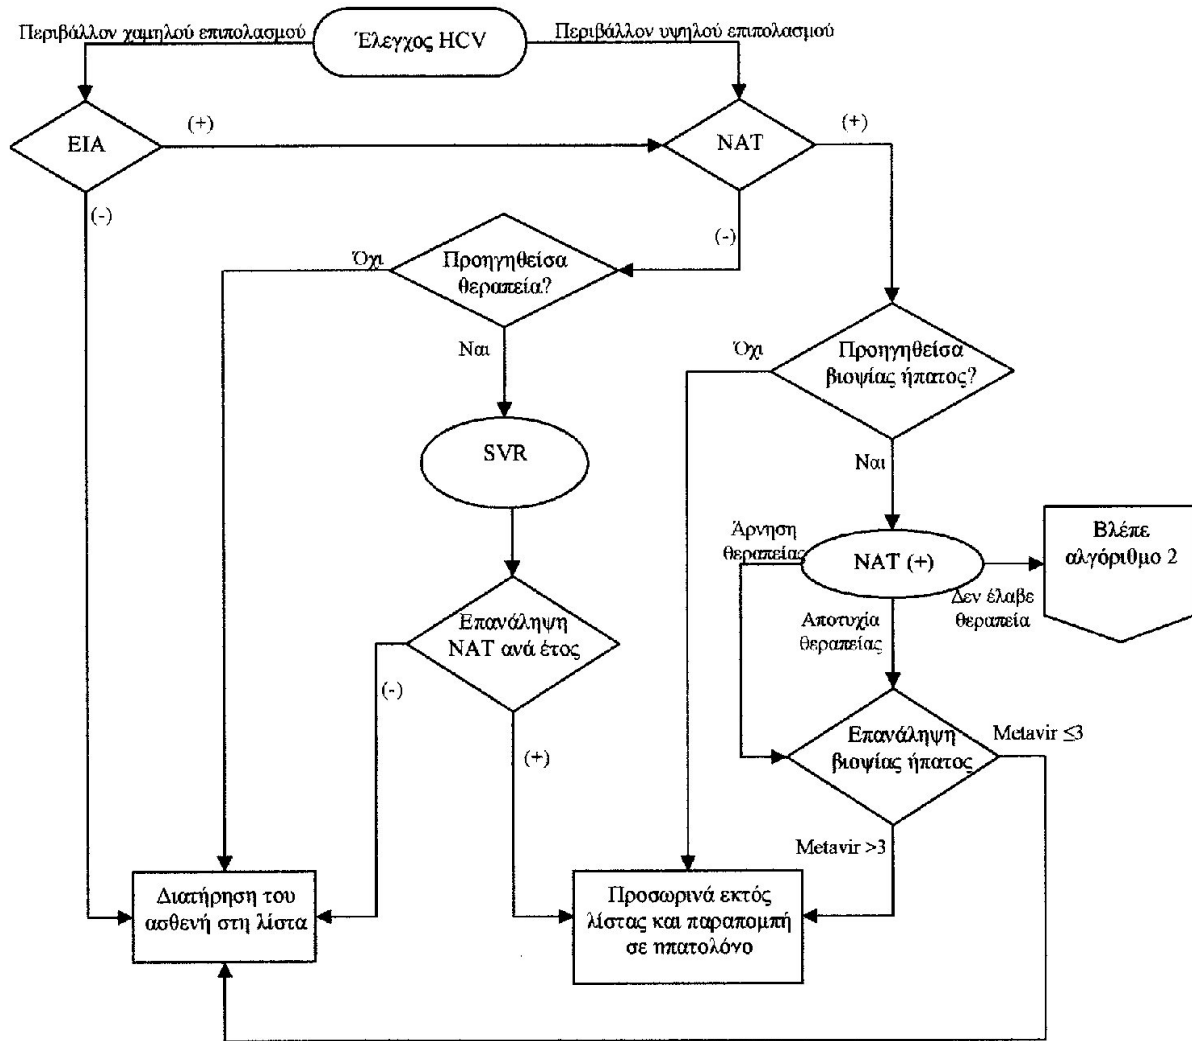 Περιβάλλον χαμηλού επιπολασμού
Έλεγχος HCV
Περιβάλλον υψηλού επιπολασμού
EIA
(+)
NAT
(+)
(-)
(-)
Όχι
Προηγηθείσα
θεραπεία?
Ναι
Όχι
Προηγηθείσα
βιοψίας ήπατος?
SVR
Ναι
Άρνηση
θεραπείας
NAT (+)
Βλέπε
αλγόριθμο 2
Δεν έλαβε
θεραπεία
Αποτυχία
θεραπείας
Επανάληψη
NAT ανά έτος
(-)
(+)
Επανάληψη
βιοψίας ήπατος
Metavir ≤3
Metavir >3
Διατήρηση του
ασθενή στη λίστα
Προσωρινά εκτός
λίστας και παραπομπή
σε ηπατολόγο